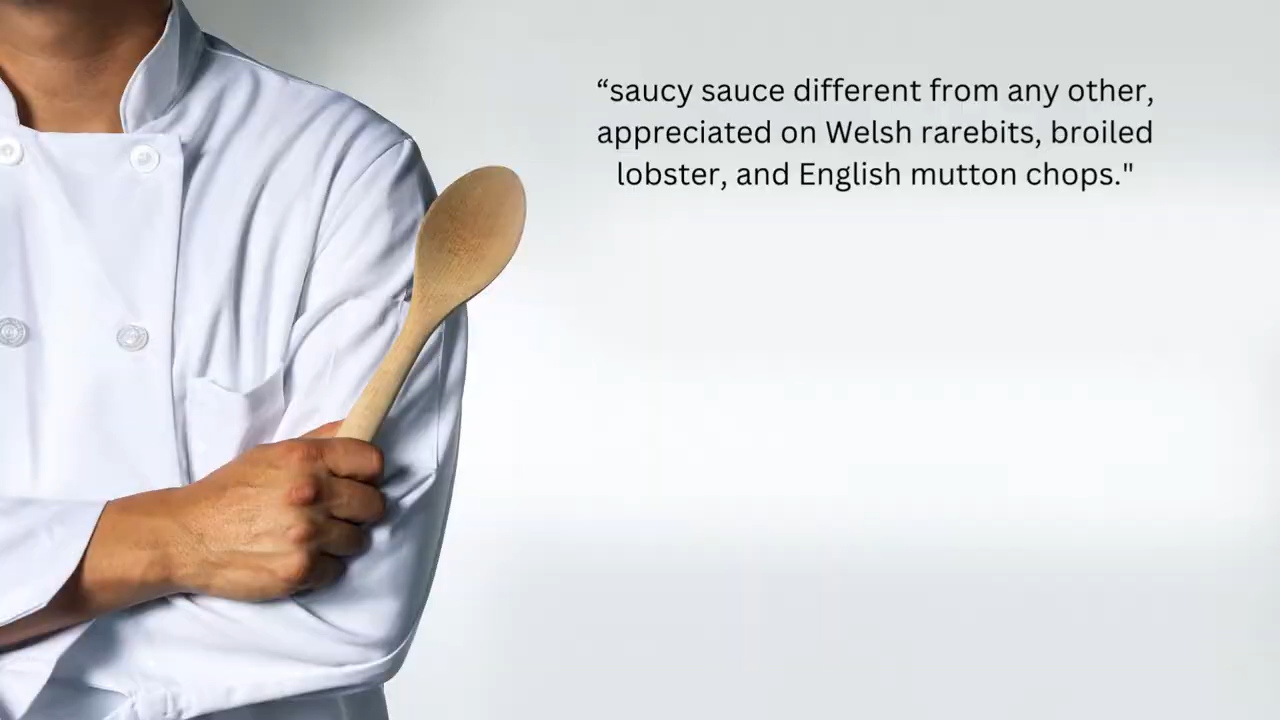 “saucy sauce different from any other,
appreciated on Welsh rarebits, broiled
lobster, and English mutton chops."